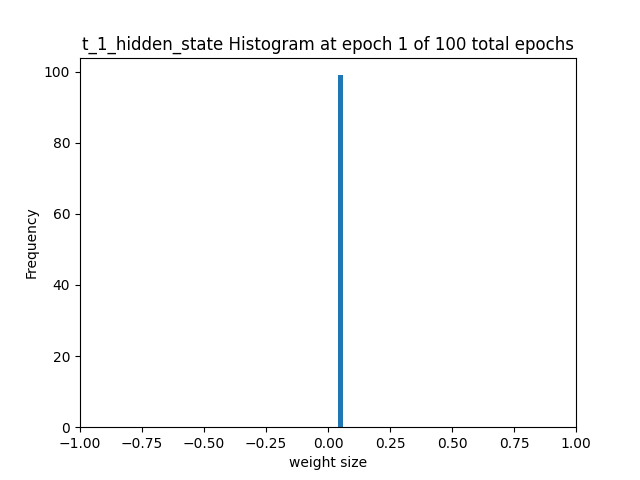 t_1_hidden_state Histogram at epoch 1 of 100 total epochs
100
80
60
40
20
0
Frequency
−1.00 −0.75 −0.50 −0.25 0.00 0.25 0.50 0.75 1.00
weight size